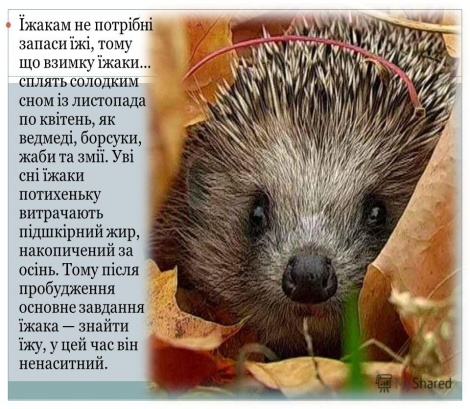 • Їжакам не потрібні
запаси їжі, тому
що взимку їжаки...
сплять солодким
сном із листопада
по квітень, як
ведмеді, борсуки,
жаби та змії. Уві
сні їжаки
потихеньку
витрачають
підшкірний жир,
накопичений за
осінь. Тому після
пробудження
основне завдання
їжака — знайти
їжу, у цей час він
ненаситний.
MyShared